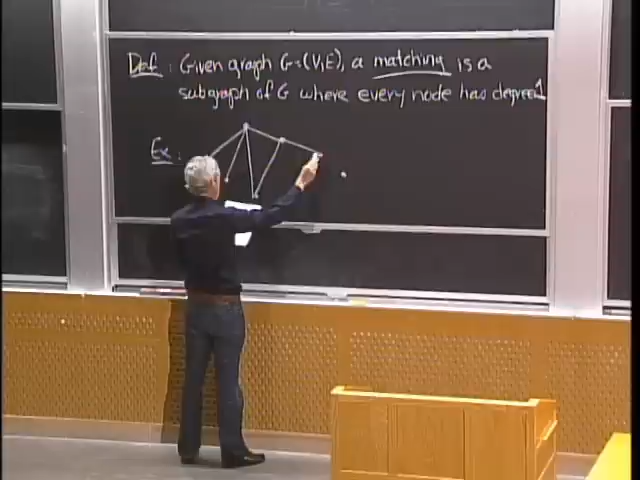 Def: Given graph G=(V,E), a matching is a
subgraph of G where every node has degree 1
Ex: